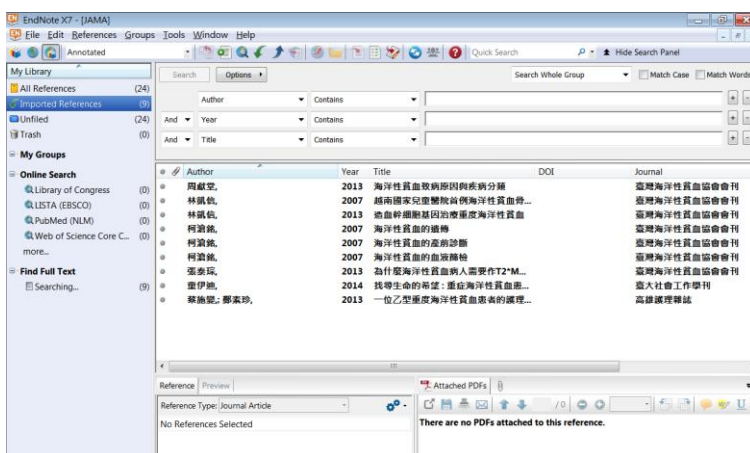 EndNote X7 - [JAMA]
File Edit References Groups Tools Window Help
Annotated
Quick Search
Hide Search Panel
My Library
Search Options
Search Whole Group Match Case Match Words
All References (24)
Imported References (9)
Unfiled (24)
Trash (0)
My Groups
Online Search
Library of Congress (0)
LISTA (EBSCO) (0)
PubMed (NLM) (0)
Web of Science Core C... (0)
more...
Find Full Text
Searching... (9)
Author Contains
And Year Contains
And Title Contains
Author Year Title DOI Journal
周獻堂, 2013 海洋性貧血致病原因與疾病分類 臺灣海洋性貧血協會會刊
林凱信, 2007 越南國家兒童醫院首例海洋性貧血骨... 臺灣海洋性貧血協會會刊
林凱信, 2013 造血幹細胞基因治療重度海洋性貧血 臺灣海洋性貧血協會會刊
柯滄銘, 2007 海洋性貧血的遺傳 臺灣海洋性貧血協會會刊
柯滄銘, 2007 海洋性貧血的產前診斷 臺灣海洋性貧血協會會刊
柯滄銘, 2007 海洋性貧血的血液篩檢 臺灣海洋性貧血協會會刊
張泰琮, 2013 為什麼海洋性貧血病人需要作T2*M... 臺灣海洋性貧血協會會刊
童伊迪, 2014 找尋生命的希望:重症海洋性貧血患... 臺大社會工作學刊
蔡施瑩,; 鄭素珍, 2013 一位乙型重度海洋性貧血患者的護理... 高雄護理雜誌
Reference Preview
Attached PDFs
Reference Type: Journal Article
/0
No References Selected
There are no PDFs attached to this reference.